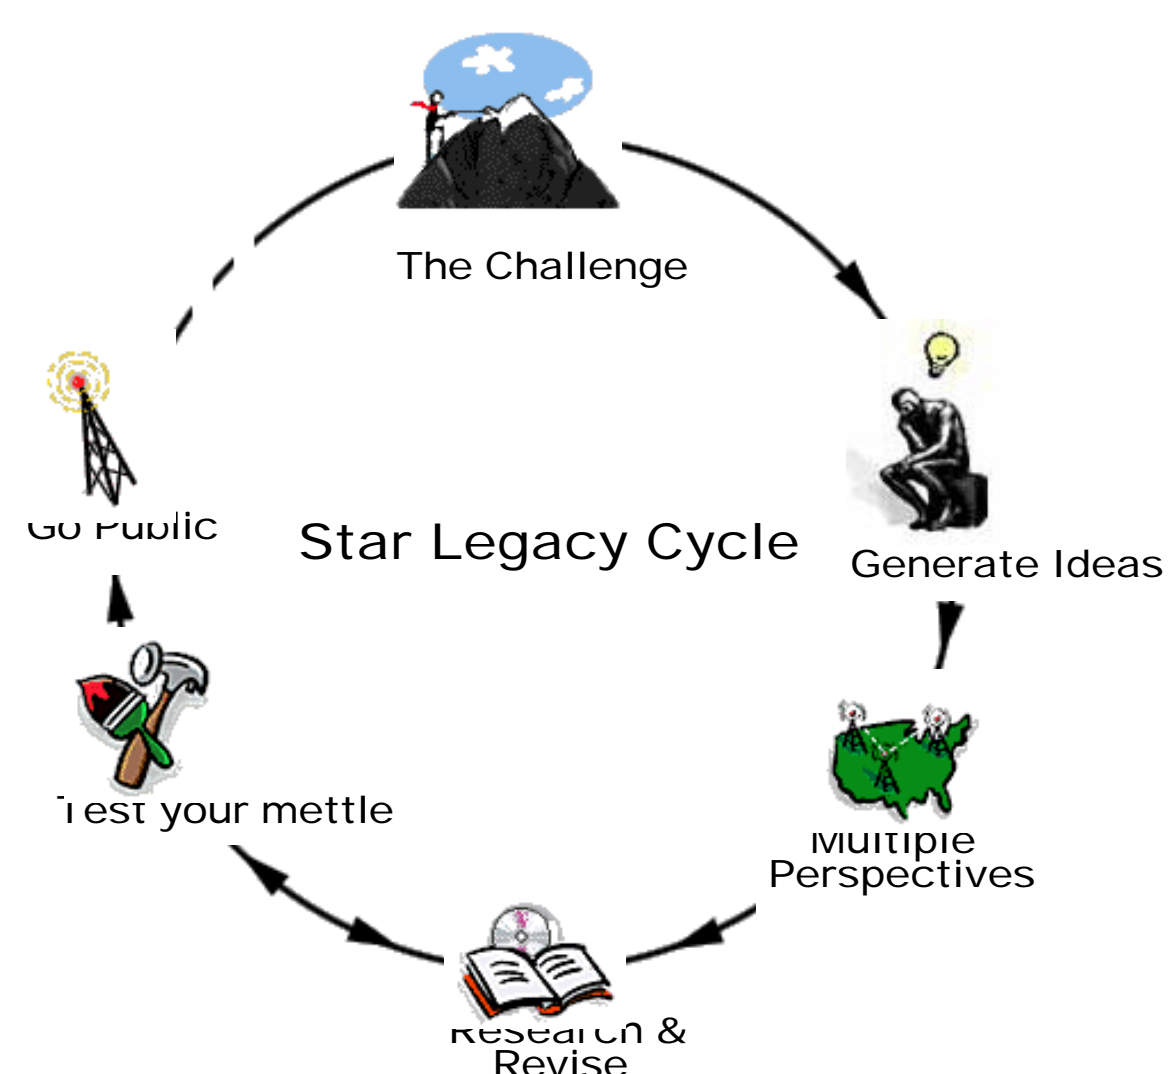 The Challenge
Go Public
Star Legacy Cycle
Generate Ideas
Test your mettle
Multiple
Perspectives
Research &
Revise